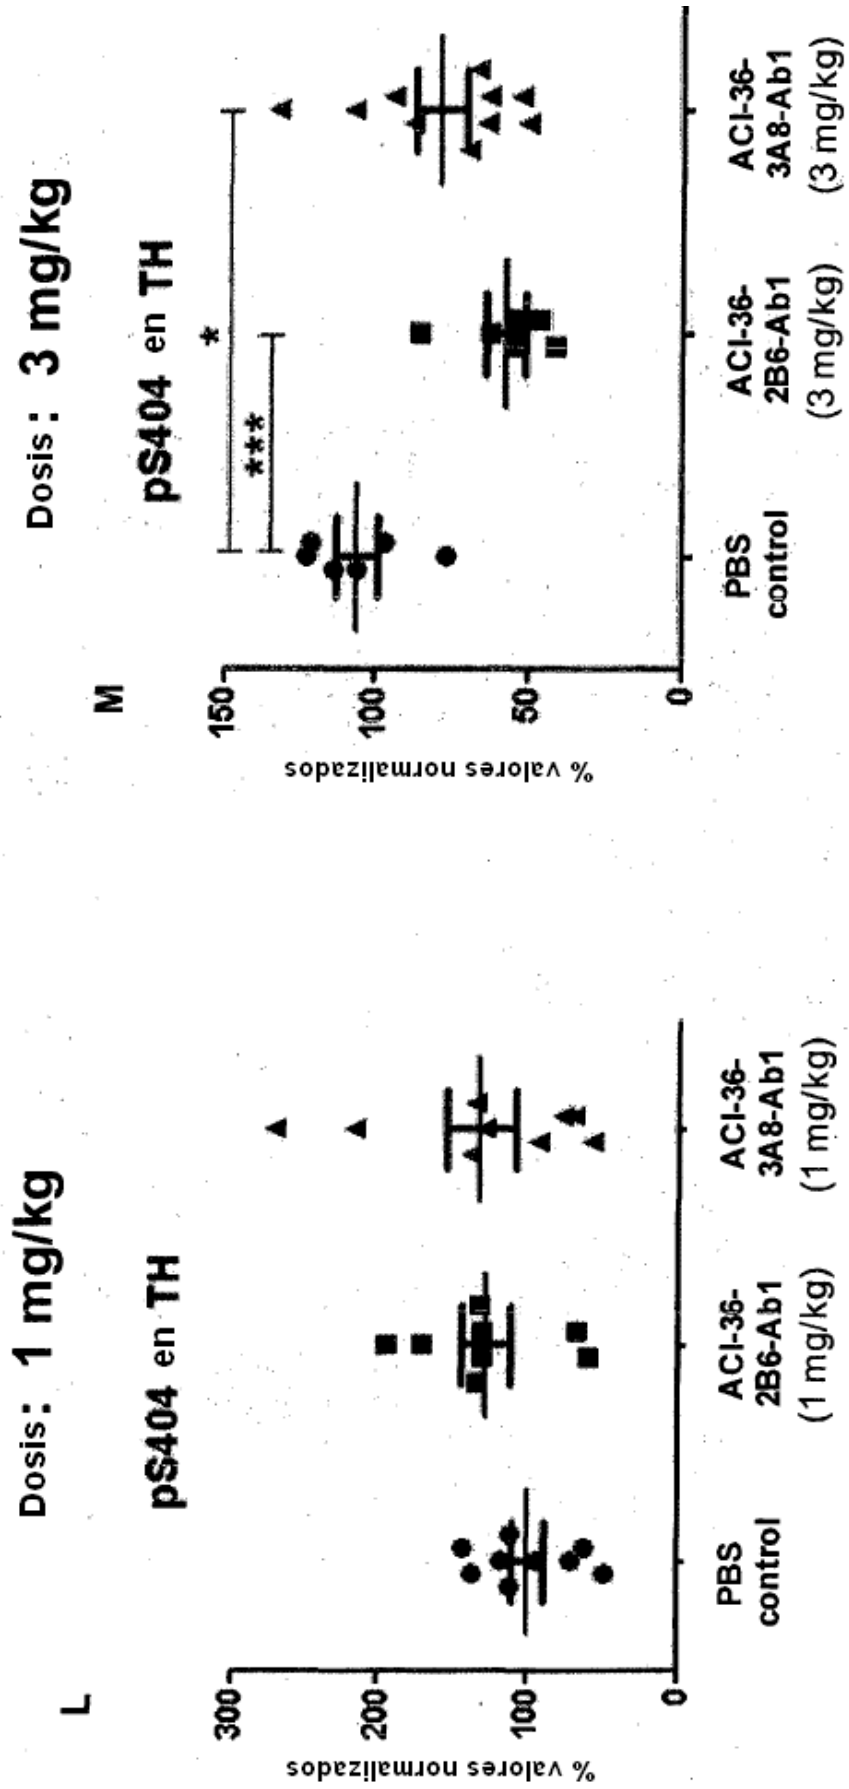 Dosis: 1 mg/kg
L
pS404 en TH
% valores normalizados
300
200
100
0
PBS
control
ACI-36-
2B6-Ab1
(1 mg/kg)
ACI-36-
3A8-Ab1
(1 mg/kg)
Dosis: 3 mg/kg
M
pS404 en TH
% valores normalizados
150
100
50
0
*
***
PBS
control
ACI-36-
2B6-Ab1
(3 mg/kg)
ACI-36-
3A8-Ab1
(3 mg/kg)